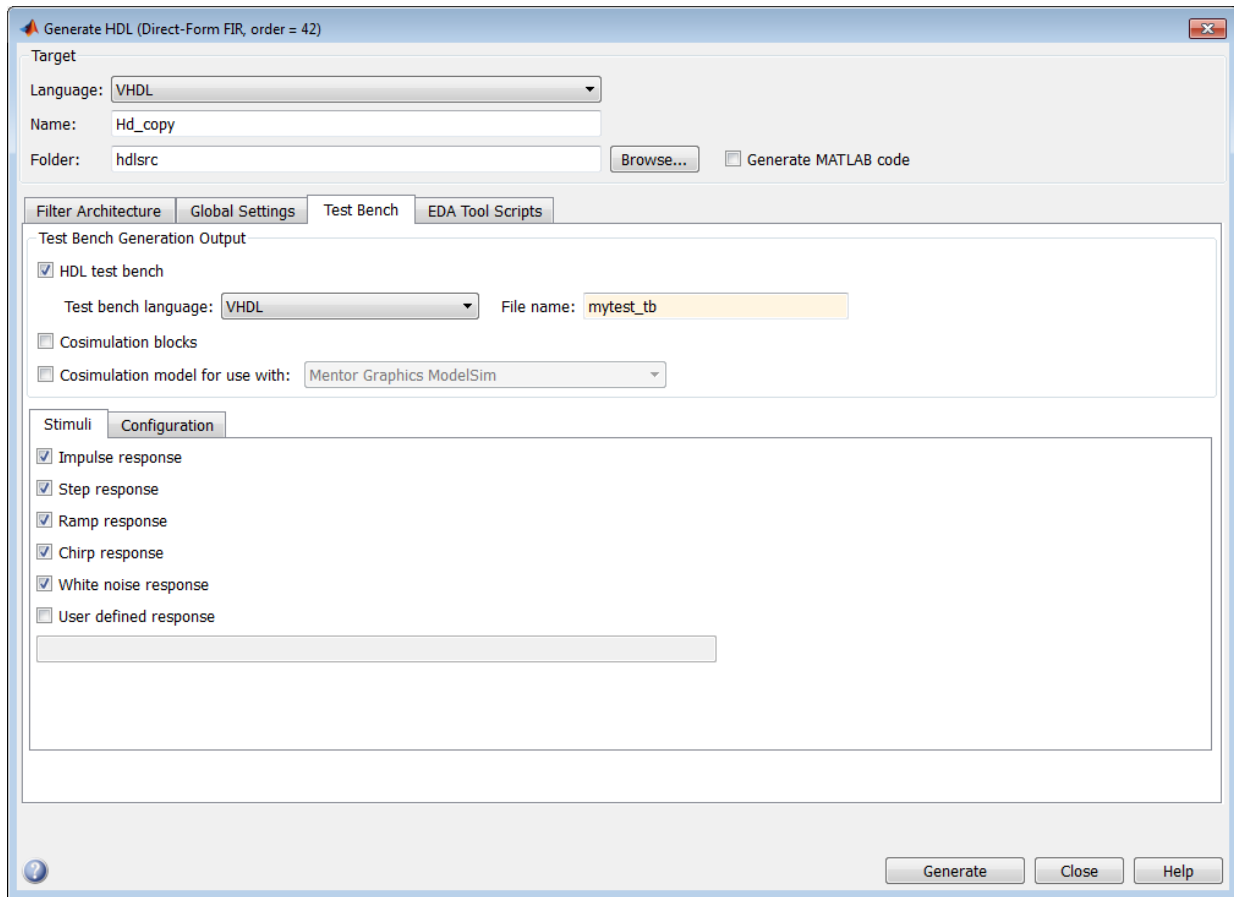 Generate HDL (Direct-Form FIR, order = 42)
Target
Language: VHDL
Name: Hd_copy
Folder: hdlsrc Browse... Generate MATLAB code
Filter Architecture Global Settings Test Bench EDA Tool Scripts
Test Bench Generation Output
HDL test bench
Test bench language: VHDL File name: mytest_tb
Cosimulation blocks
Cosimulation model for use with: Mentor Graphics ModelSim
Stimuli Configuration
Impulse response
Step response
Ramp response
Chirp response
White noise response
User defined response
? Generate Close Help